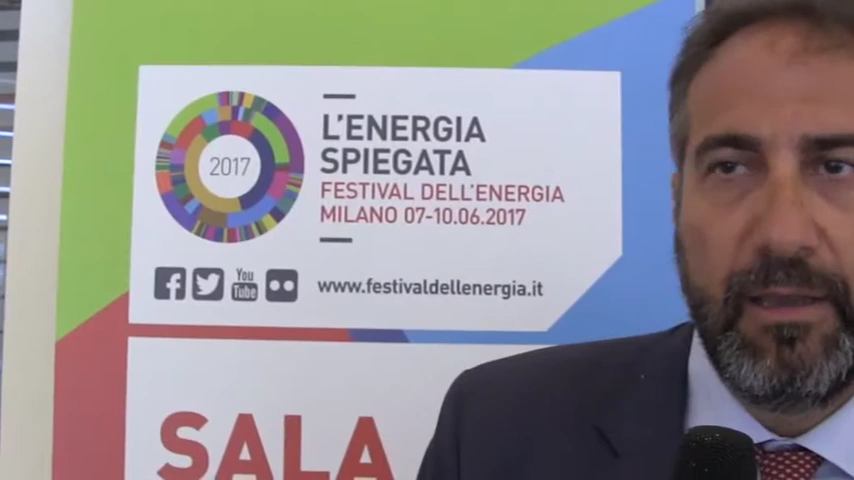 2017
L'ENERGIA
SPIEGATA
FESTIVAL DELL'ENERGIA
MILANO 07-10.06.2017
You
Tube
www.festivaldellenergia.it
SALA